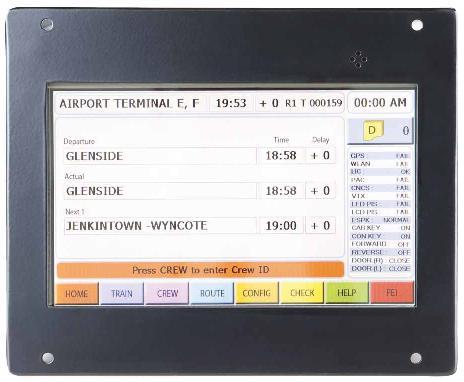 AIRPORT TERMINAL E, F 19:53 + 0 R1 T 000159 00:00 AM
D 0
Departure Time Delay
GLENSIDE 18:58 + 0
Actual
GLENSIDE 18:58 + 0
Next 1
JENKINTOWN -WYNCOTE 19:00 + 0
GPS : FAIL
WLAN : FAIL
LIG : OK
PAC : FAIL
CNCS : FAIL
VTX : FAIL
LED PIS : FAIL
LCD PIS : FAIL
ESPK : NORMAL
CAB KEY : ON
CON KEY : ON
FORWARD : OFF
REVERSE : OFF
DOOR (R) : CLOSE
DOOR (L) : CLOSE
Press CREW to enter Crew ID
HOME TRAIN CREW ROUTE CONFIG CHECK HELP PEI